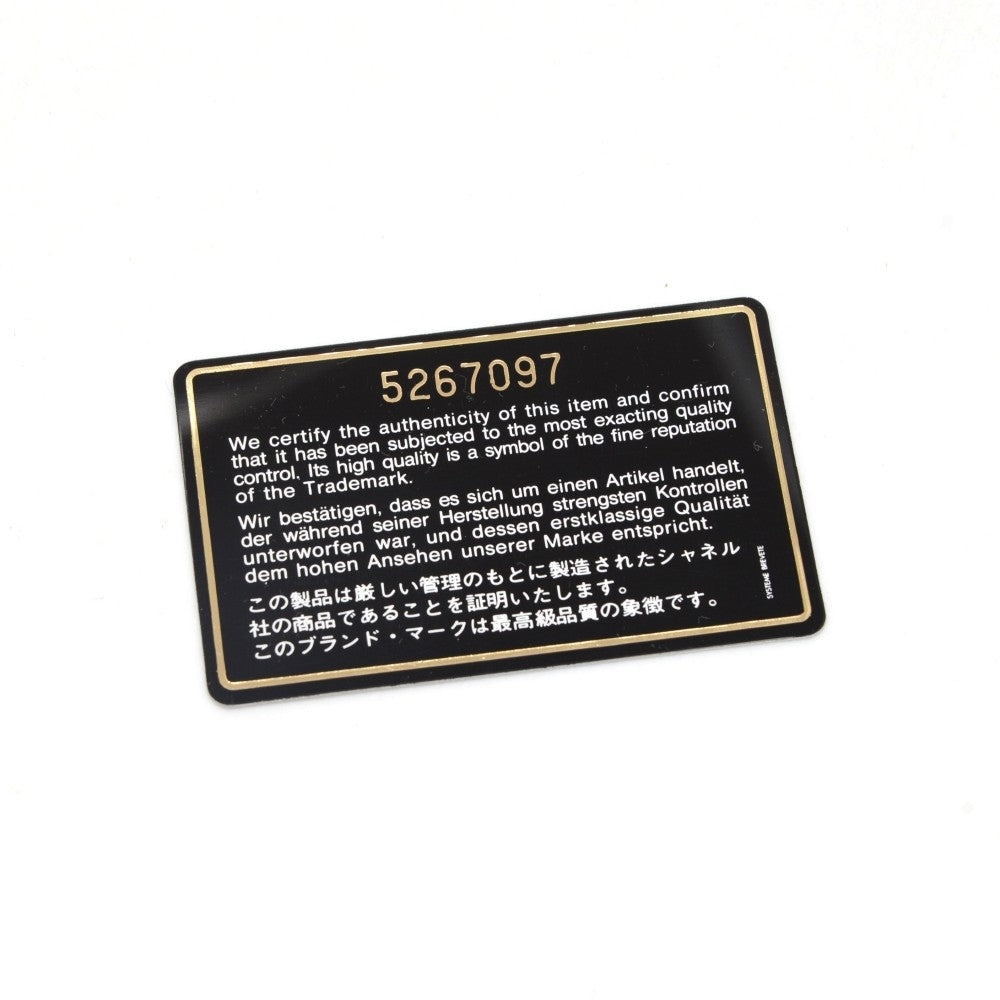 5267097
We certify the authenticity of this item and confirm
that it has been subjected to the most exacting quality
control. Its high quality is a symbol of the fine reputation
of the Trademark.
Wir bestätigen, dass es sich um einen Artikel handelt,
der während seiner Herstellung strengsten Kontrollen
unterworfen war, und dessen erstklassige Qualität
dem hohen Ansehen unserer Marke entspricht.
この製品は厳しい管理のもとに製造されたシャネル
社の商品であることを証明いたします。
このブランド・マークは最高級品質の象徴です。
SYSTEME BREVETE